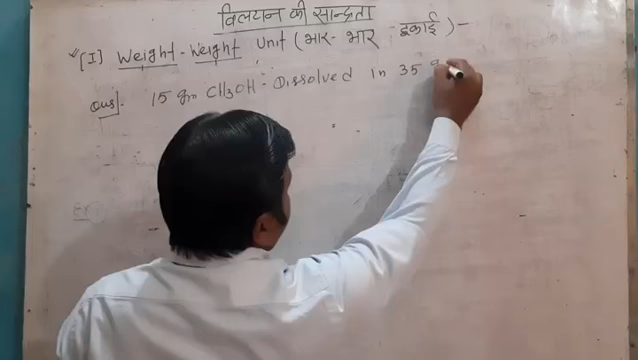 विलयन की सान्द्रता
[I] Weight-Weight Unit (भार-भार इकाई)-
Ques]. 15 gm CH3OH Dissolved in 35 g